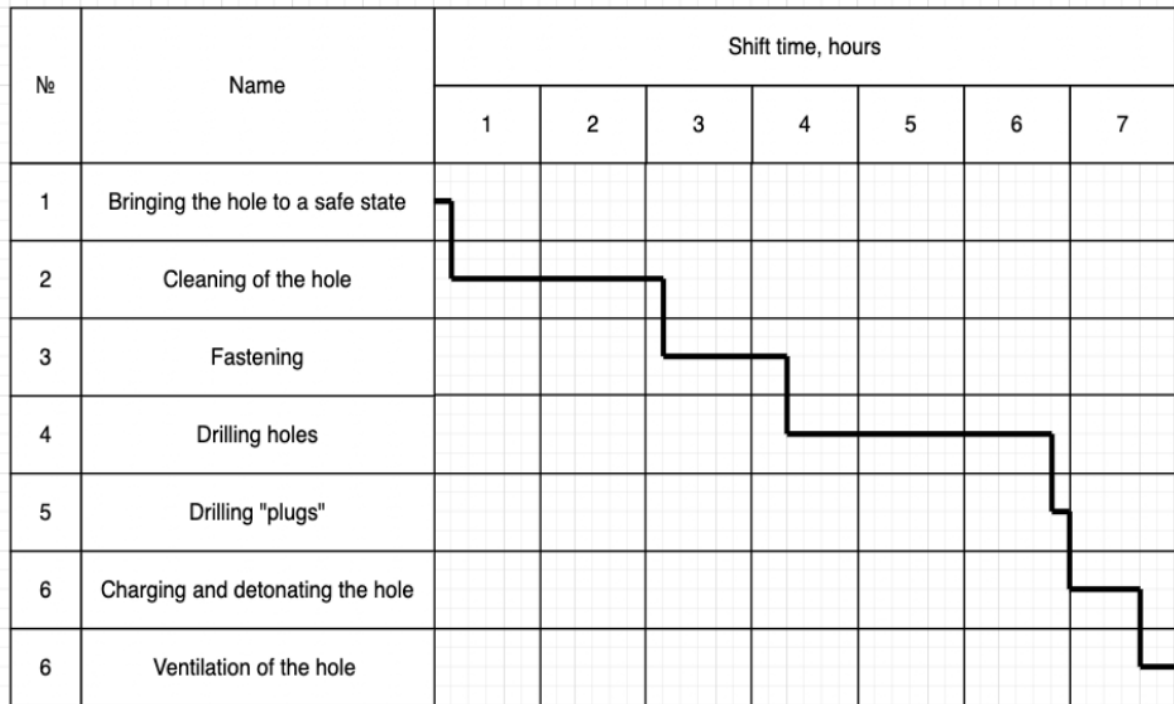 №
Name
Shift time, hours
1 2 3 4 5 6 7
1 Bringing the hole to a safe state
2 Cleaning of the hole
3 Fastening
4 Drilling holes
5 Drilling "plugs"
6 Charging and detonating the hole
6 Ventilation of the hole